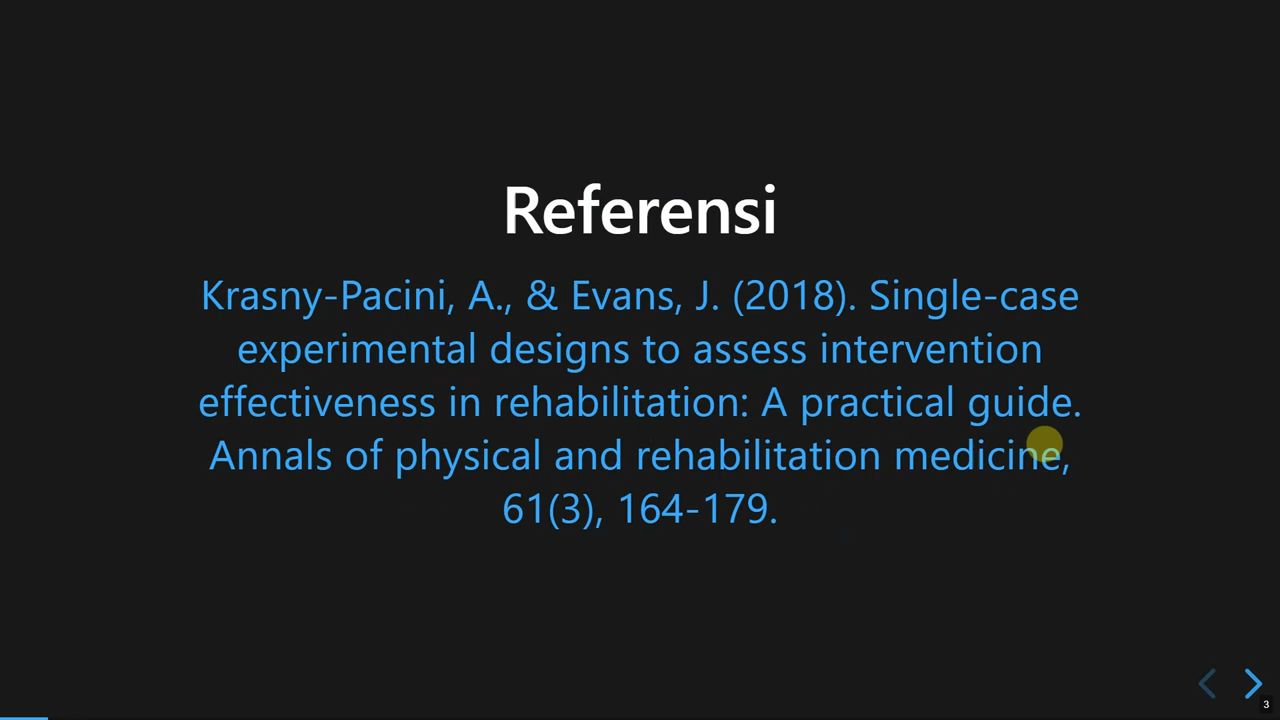 Referensi
Krasny-Pacini, A., & Evans, J. (2018). Single-case
experimental designs to assess intervention
effectiveness in rehabilitation: A practical guide.
Annals of physical and rehabilitation medicine,
61(3), 164-179.
3